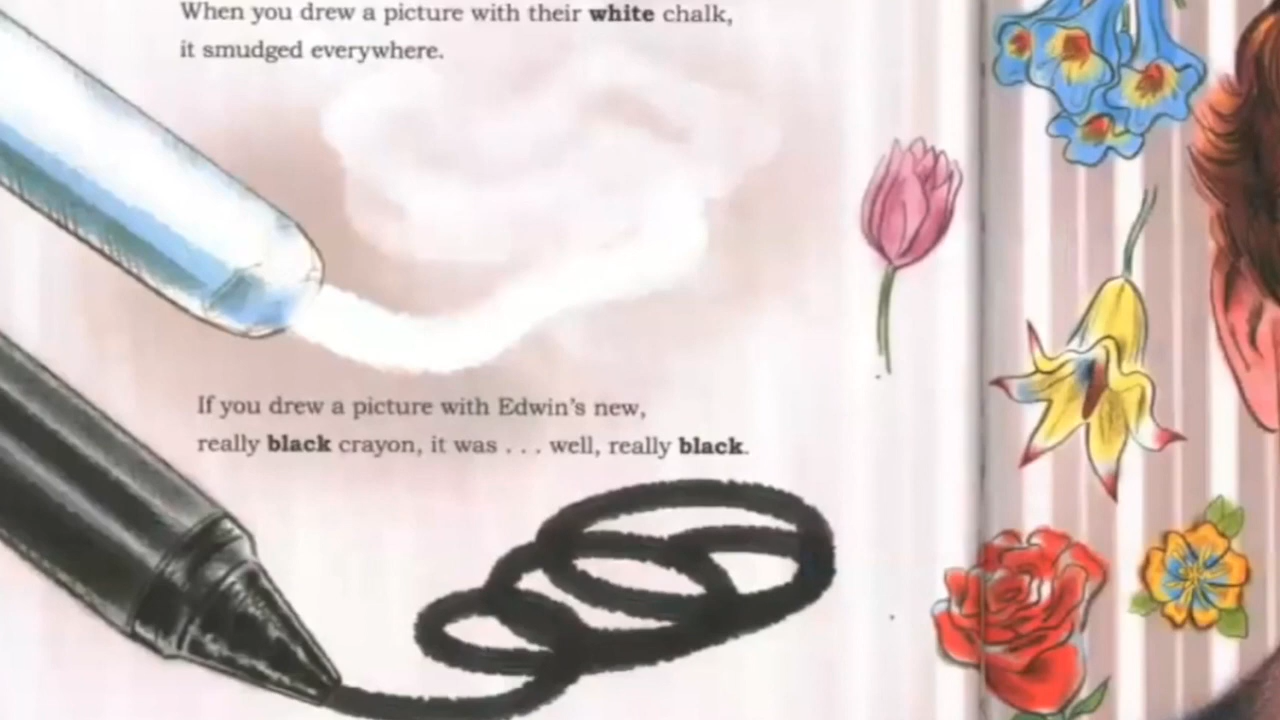 When you drew a picture with their white chalk,
it smudged everywhere.
If you drew a picture with Edwin's new,
really black crayon, it was . . . well, really black.